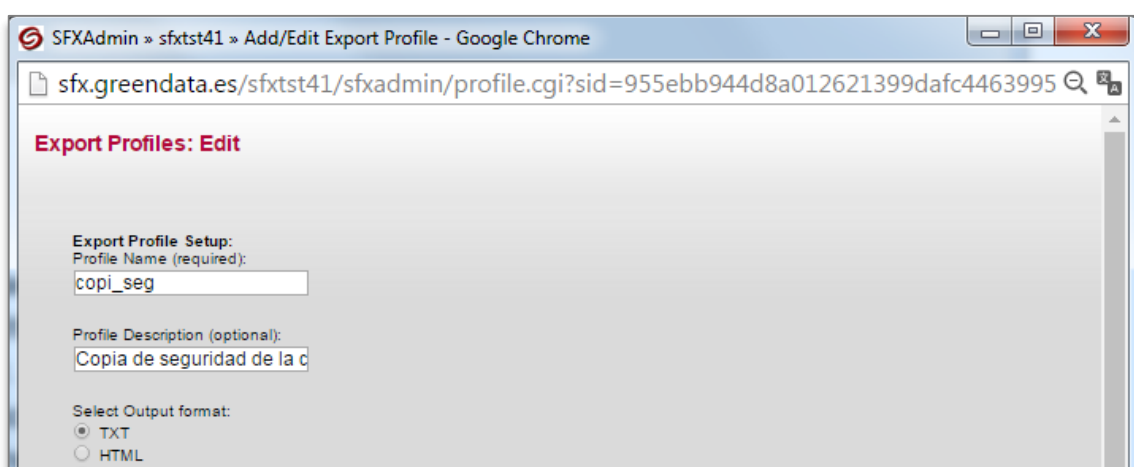 SFXAdmin » sfxtst41 » Add/Edit Export Profile - Google Chrome
sfx.greendata.es/sfxtst41/sfxadmin/profile.cgi?sid=955ebb944d8a012621399dafc4463995
Export Profiles: Edit
Export Profile Setup:
Profile Name (required):
copi_seg
Profile Description (optional):
Copia de seguridad de la c
Select Output format:
TXT
HTML